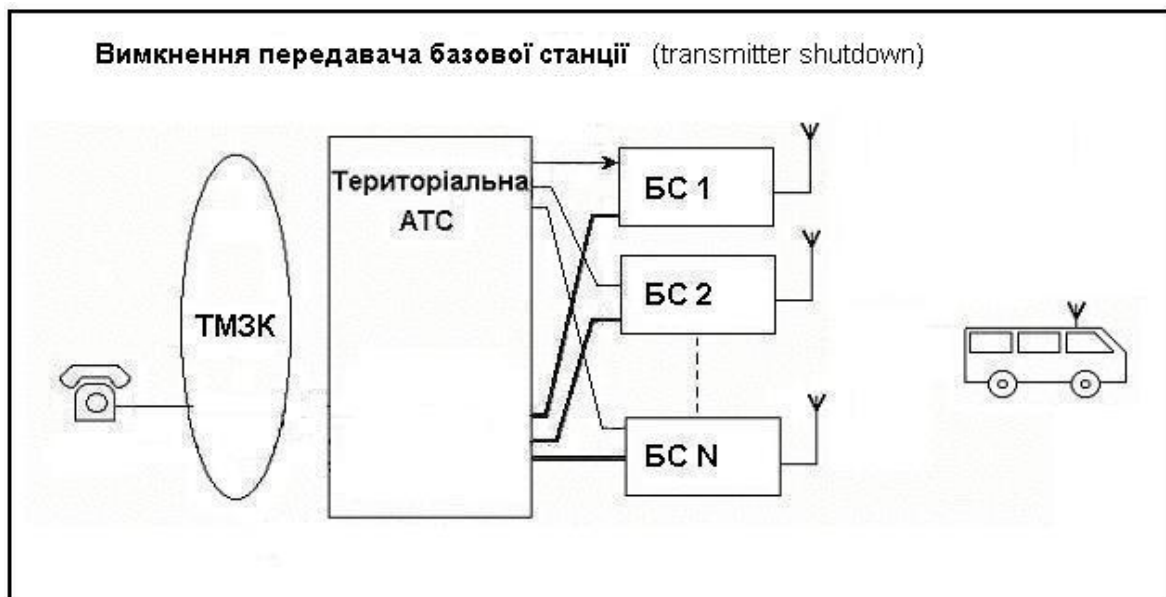 Вимкнення передавача базової станції (transmitter shutdown)
Територіальна
АТС
БС 1
БС 2
ТМЗК
БС N